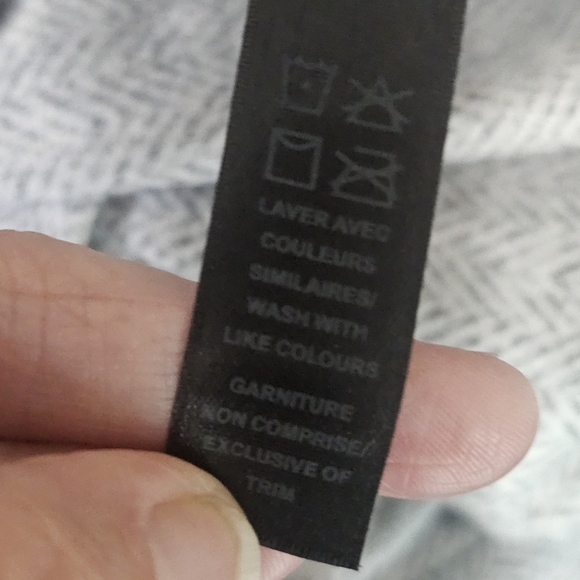 LAVER AVEC
COULEURS
SIMILAIRES/
WASH WITH
LIKE COLOURS
GARNITURE
NON COMPRISE/
EXCLUSIVE OF
TRIM